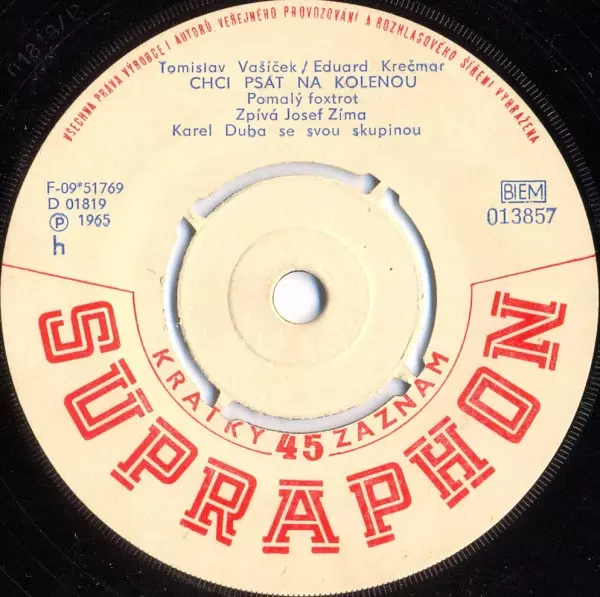 VŠECHNA PRÁVA VÝROBCE I AUTORŮ VEŘEJNÉHO PROVOZOVÁNÍ A ROZHLASOVÉHO ŠÍŘENÍ VYHRAŽENA
Tomislav Vašíček / Eduard Krečmar
CHCI PSÁT NA KOLENOU
Pomalý foxtrot
Zpívá Josef Zíma
Karel Duba se svou skupinou
F-09*51769
D 01819
Ⓟ 1965
h
BIEM
013857
KRÁTKÝ 45 ZÁZNAM
SUPRAPHON